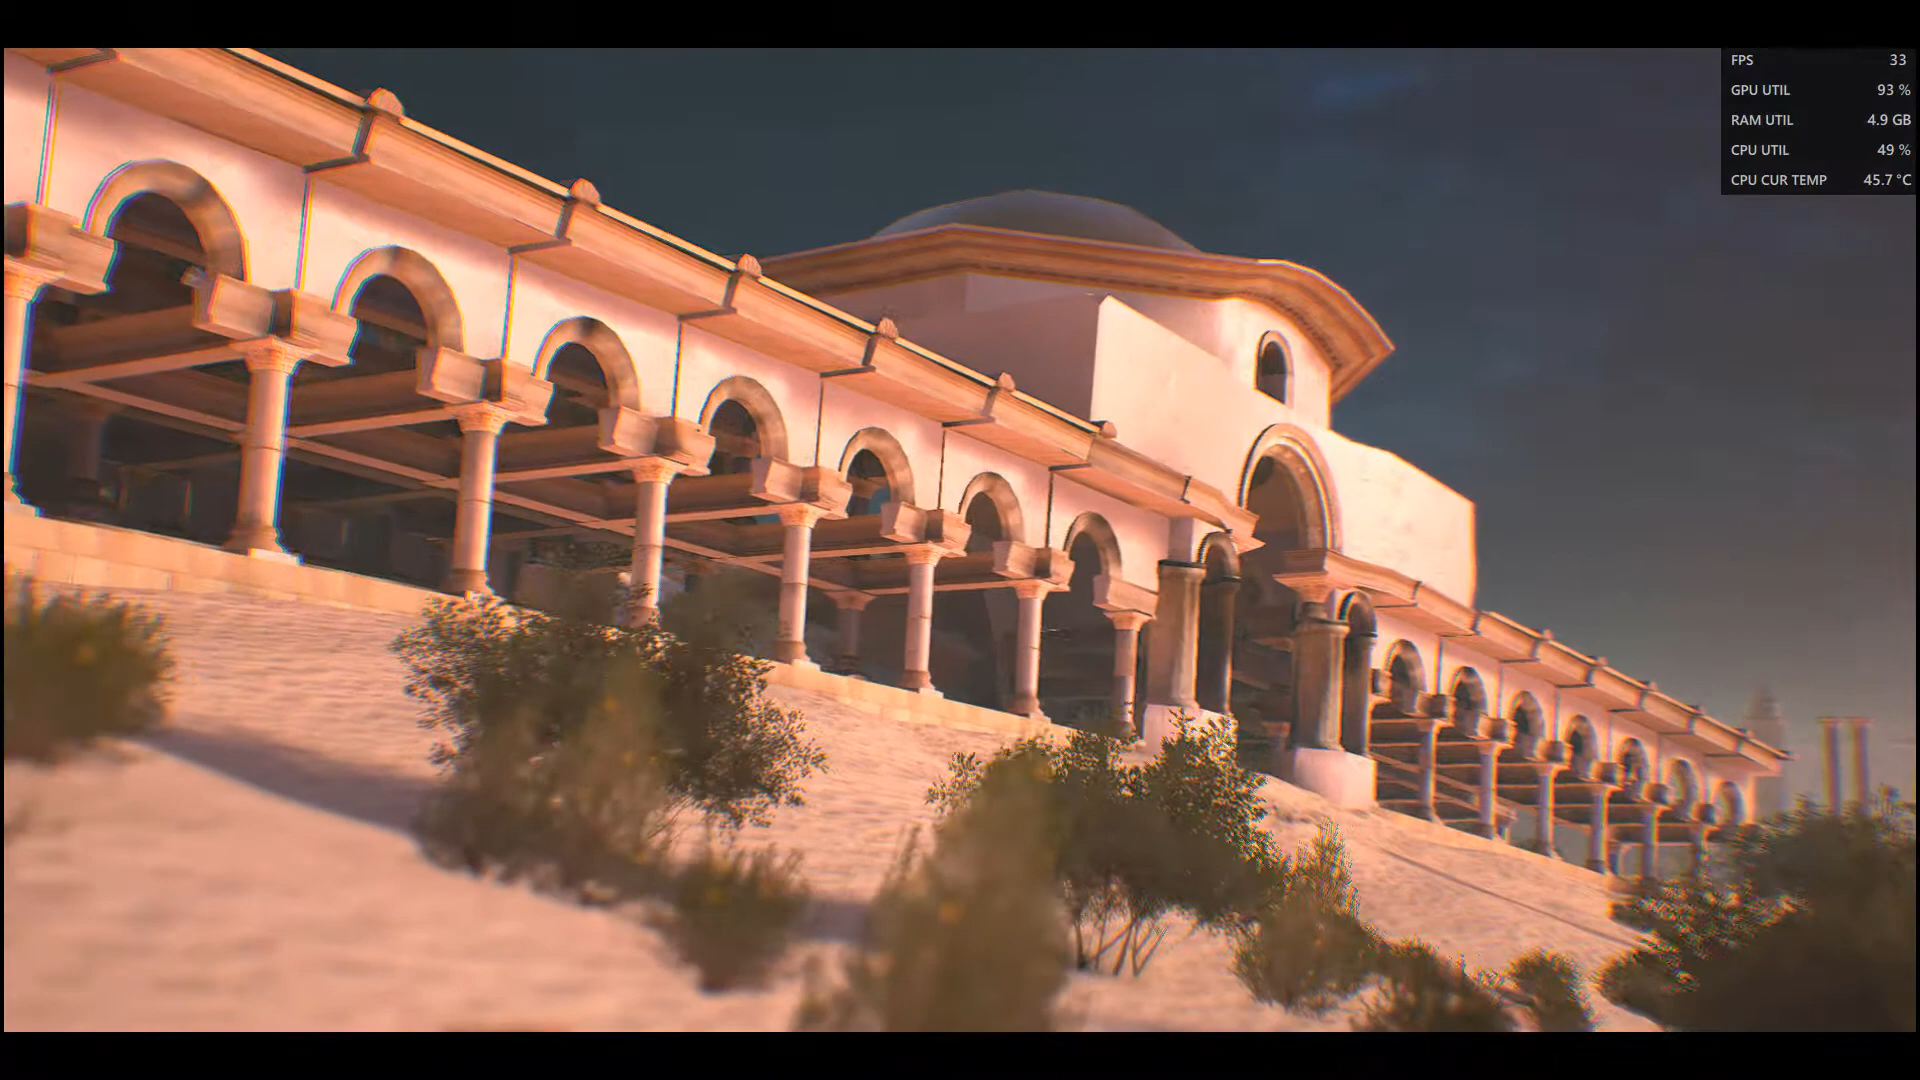 FPS 33
GPU UTIL 93 %
RAM UTIL 4.9 GB
CPU UTIL 49 %
CPU CUR TEMP 45.7 °C